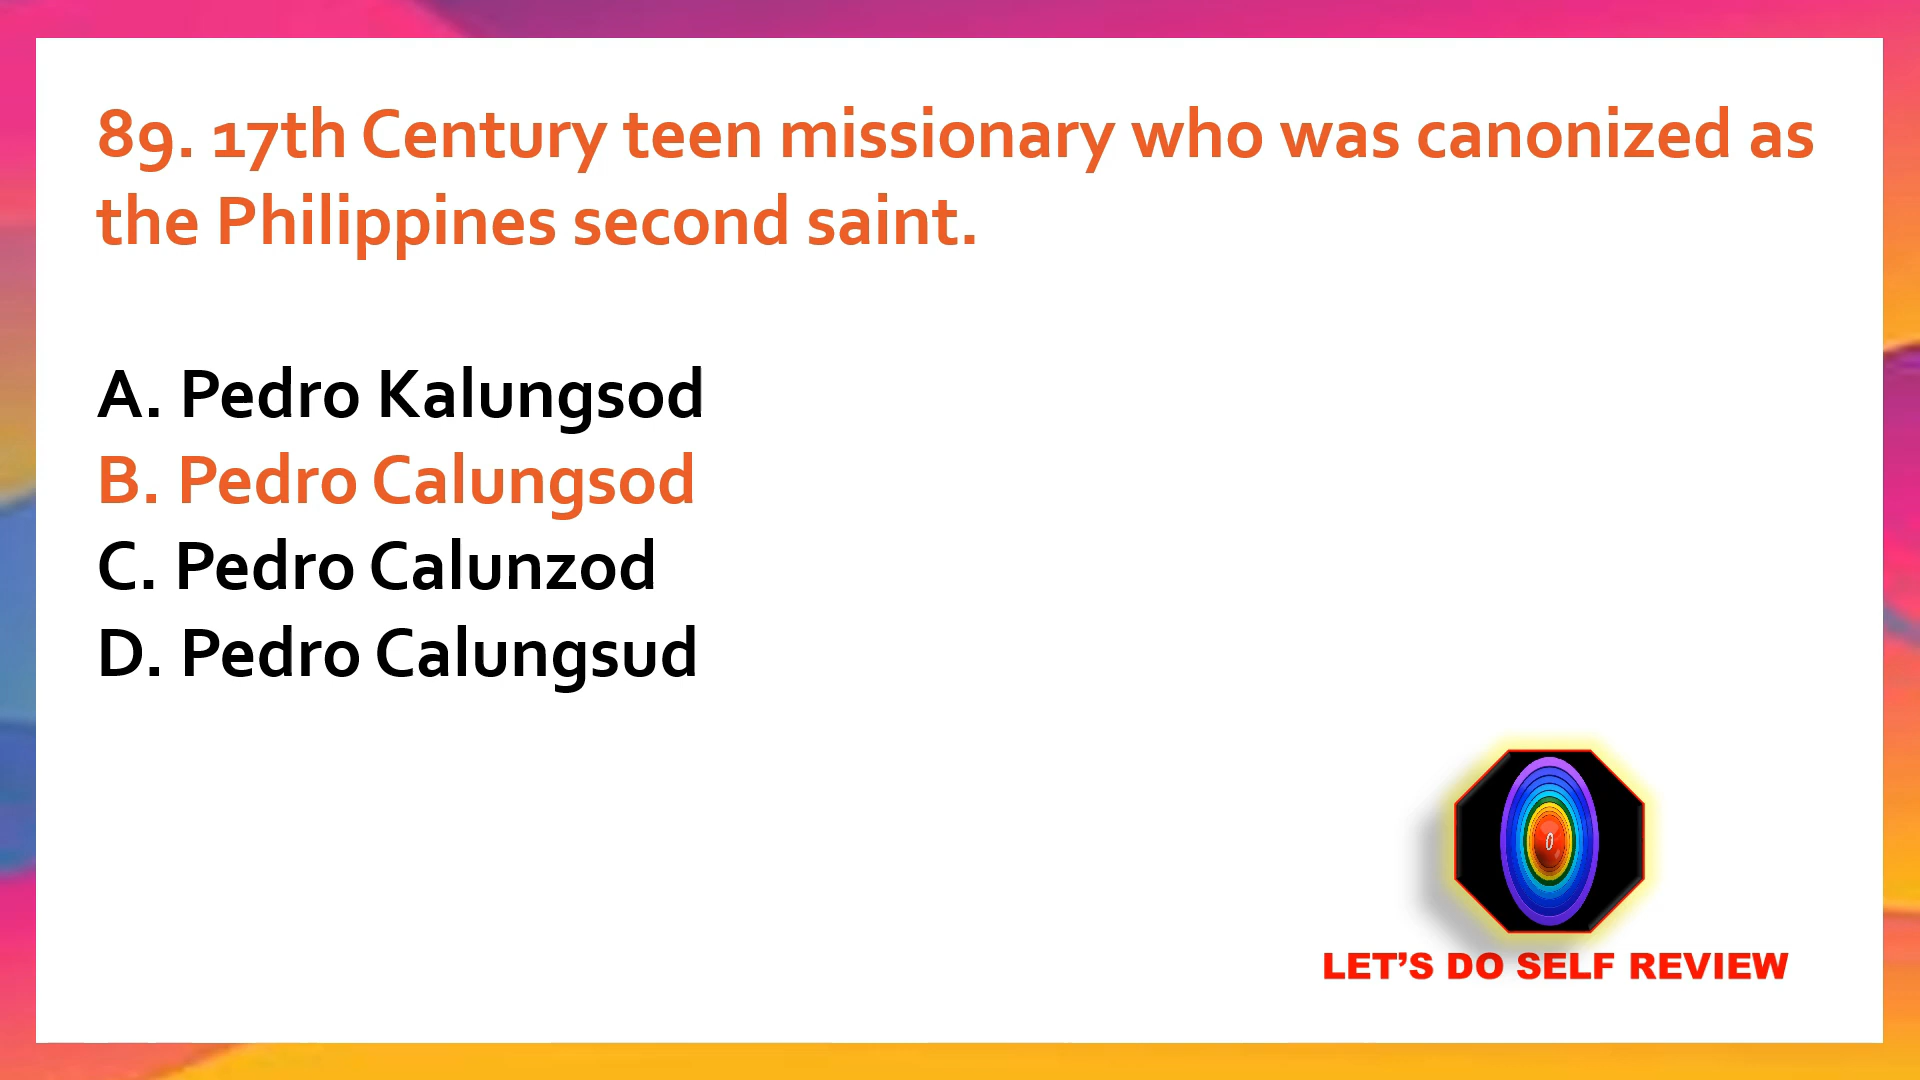 89. 17th Century teen missionary who was canonized as
the Philippines second saint.
A. Pedro Kalungsod
B. Pedro Calungsod
C. Pedro Calunzod
D. Pedro Calungsud
0
LET'S DO SELF REVIEW